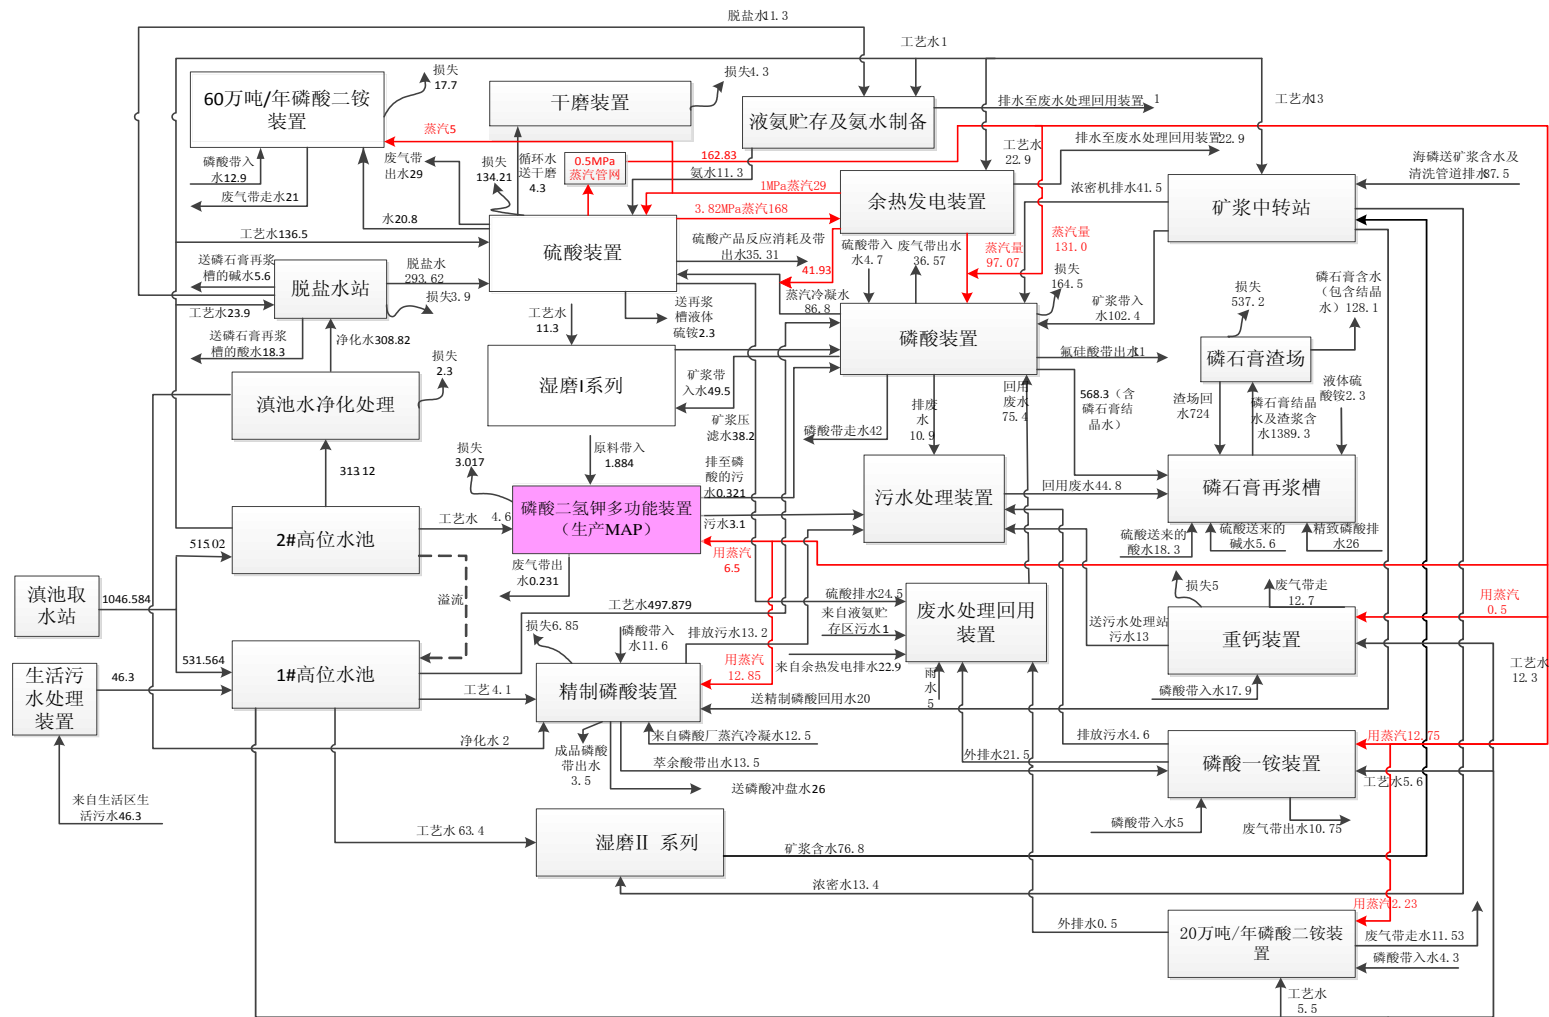 脱盐水11.3
工艺水1
60万吨/年磷酸二铵
装置
损失
17.7
干磨装置
损失4.3
液氨贮存及氨水制备
排水至废水处理回用装置
1
工艺水13
蒸汽5
磷酸带入
水12.9
废气带走水21
废气带
出水29
损失
134.21
循环水
送干磨
4.3
0.5MPa
蒸汽管网
162.83
氨水11.3
工艺水
22.9
排水至废水处理回用装置22.9
海磷送矿浆含水及
清洗管道排水37.5
1MPa蒸汽29
余热发电装置
浓密机排水41.5
矿浆中转站
水20.8
3.82MPa蒸汽168
硫酸装置
工艺水136.5
硫酸产品反应消耗及带
出水35.31
硫酸带入
水4.7
废气带出水
36.57
蒸汽量
97.07
蒸汽量
131.0
41.93
损失
164.5
送磷石膏再浆
槽的碱水5.6
脱盐水站
脱盐水
293.62
损失3.9
蒸汽冷凝水
86.8
磷石膏含水
（包含结晶
水）128.1
损失
537.2
矿浆带入
水102.4
工艺水23.9
工艺水
11.3
送再浆
槽液体
硫铵2.3
磷酸装置
送磷石膏再浆
槽的酸水18.3
净化水308.82
湿磨Ⅰ系列
氟硅酸带出水11
磷石膏渣场
损失
2.3
滇池水净化处理
矿浆带
入水49.5
矿浆压
滤水38.2
磷酸带走水42
排废
水
10.9
回用
废水
75.4
568.3（含
磷石膏结
晶水）
渣场回
水724
磷石膏结晶
水及渣浆含
水1389.3
液体硫
酸铵2.3
损失
3.017
原料带入
1.884
排至磷
酸的污
水0.321
313.12
磷酸二氢钾多功能装置
（生产MAP）
污水处理装置
回用废水44.8
磷石膏再浆槽
工艺水
4.6
污水3.1
2#高位水池
515.02
用蒸汽
6.5
硫酸送来的
酸水18.3
硫酸送来的
碱水5.6
精致磷酸排
水26
废气带出
水0.231
滇池取
水站
1046.584
溢流
工艺水497.879
硫酸排水24.5
来自液氨贮
存区污水1
废水处理回用
装置
损失5
废气带走
12.7
用蒸汽
0.5
送污水处理站
污水13
重钙装置
损失6.85
磷酸带入
水11.6
排放污水13.2
用蒸汽
12.85
来自余热发电排水22.9
雨
水
5
工艺水
12.3
531.564
生活污
水处理
装置
46.3
1#高位水池
工艺4.1
精制磷酸装置
送精制磷酸回用水20
磷酸带入水17.9
净化水 2
成品磷酸
带出水
3.5
来自磷酸厂蒸汽冷凝水12.5
萃余酸带出水13.5
外排水21.5
排放污水4.6
用蒸汽12.75
磷酸一铵装置
工艺水5.6
送磷酸冲盘水26
来自生活区生
活污水46.3
磷酸带入水5
废气带出水10.75
工艺水 63.4
湿磨Ⅱ 系列
矿浆含水76.8
浓密水13.4
用蒸汽2.23
外排水0.5
20万吨/年磷酸二铵装
置
废气带走水11.53
磷酸带入水4.3
工艺水
5.5